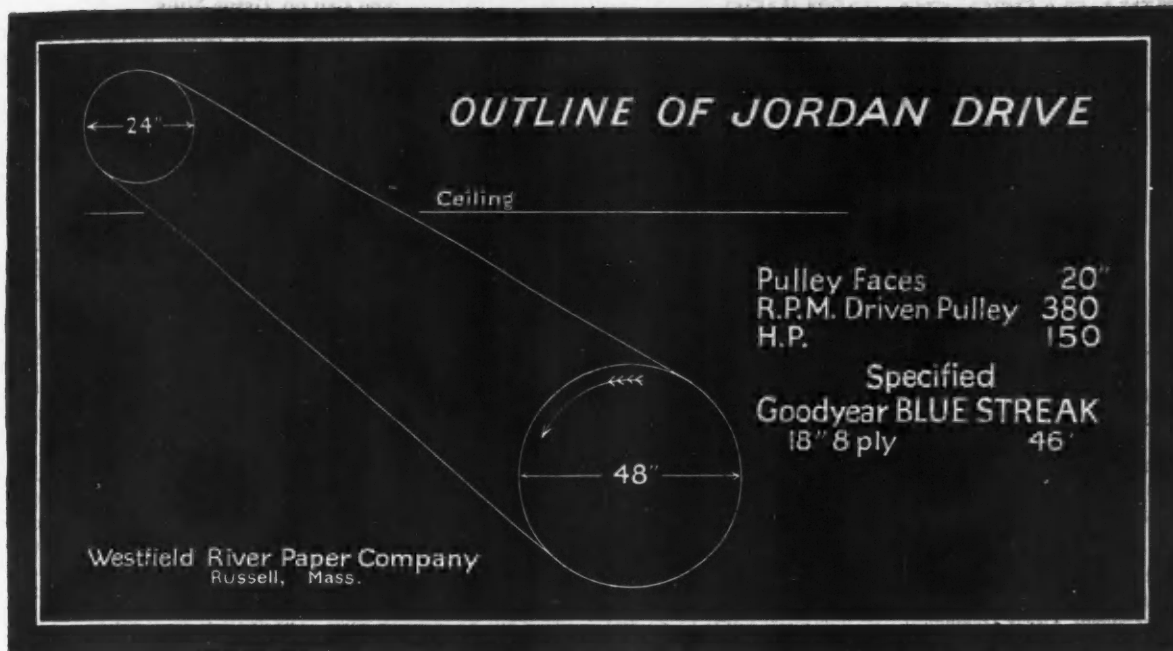 OUTLINE OF JORDAN DRIVE
24"
Ceiling
Pulley Faces 20"
R.P.M. Driven Pulley 380
H.P. 150
Specified
Goodyear BLUE STREAK
18" 8 ply 46'
48"
Westfield River Paper Company
Russell, Mass.